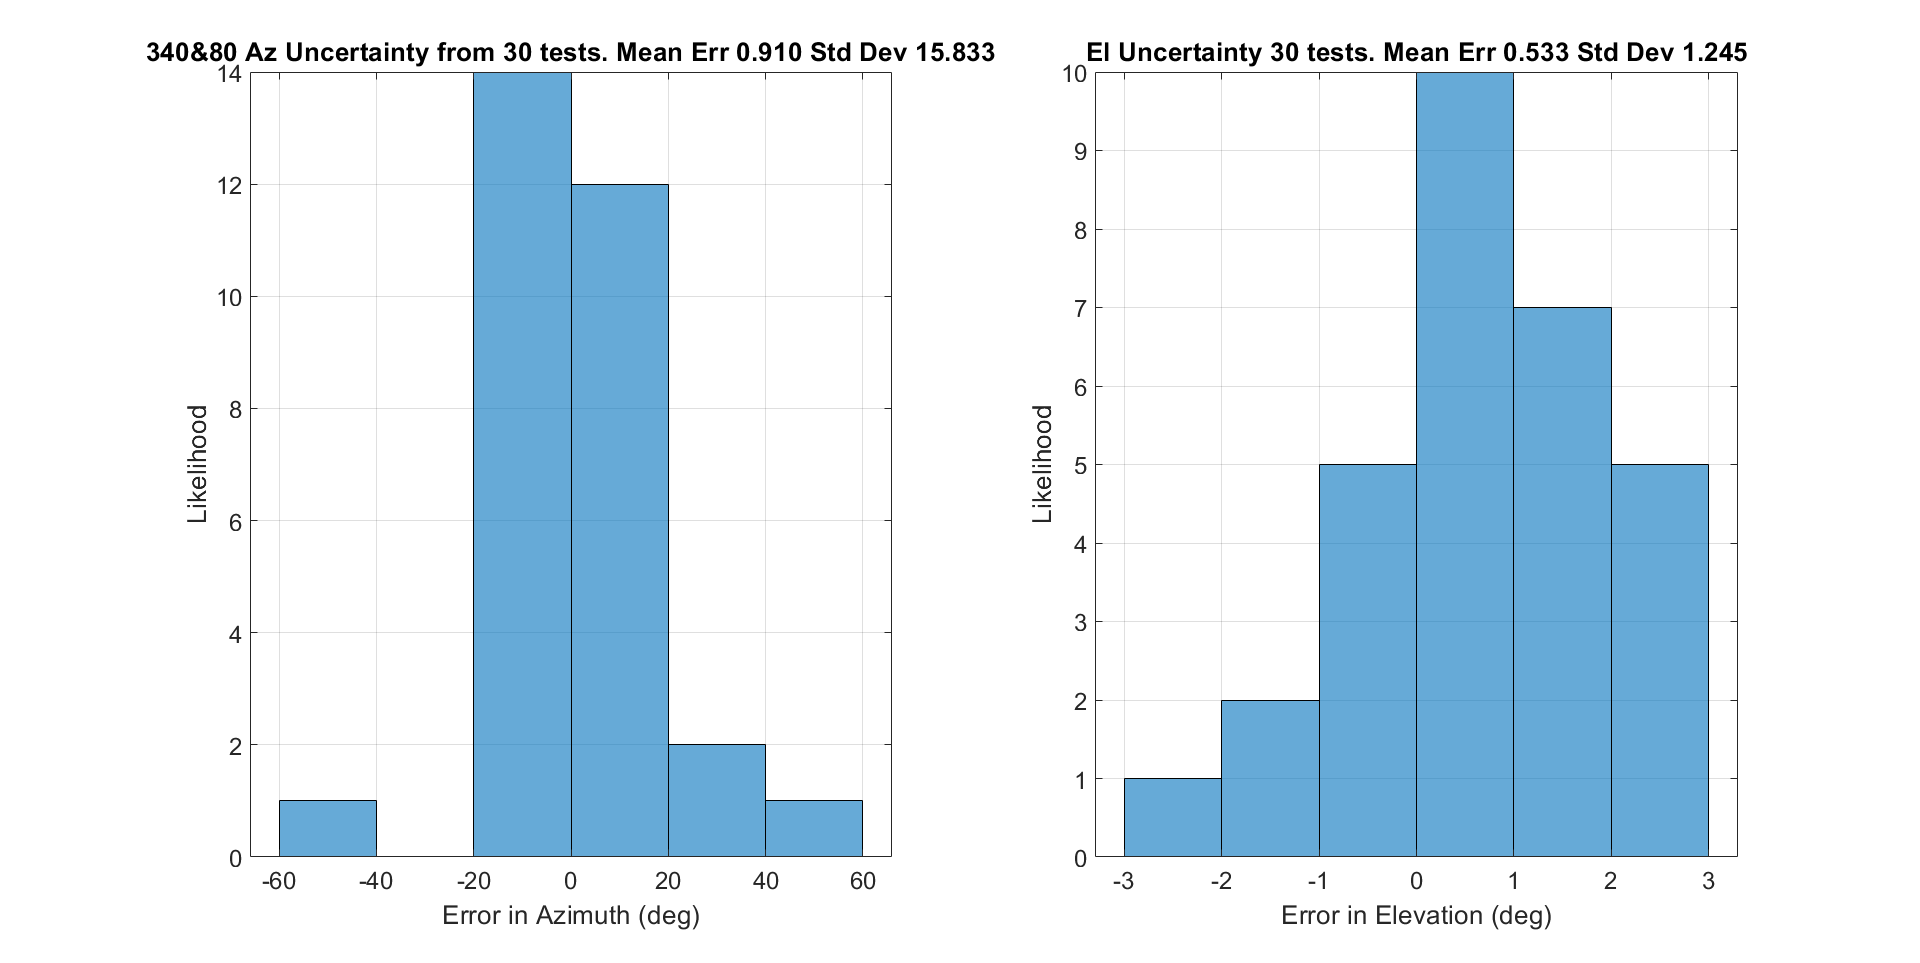 340&80 Az Uncertainty from 30 tests. Mean Err 0.910 Std Dev 15.833
14
12
10
8
6
4
2
0
Likelihood
-60 -40 -20 0 20 40 60
Error in Azimuth (deg)
El Uncertainty 30 tests. Mean Err 0.533 Std Dev 1.245
10
9
8
7
6
5
4
3
2
1
0
Likelihood
-3 -2 -1 0 1 2 3
Error in Elevation (deg)